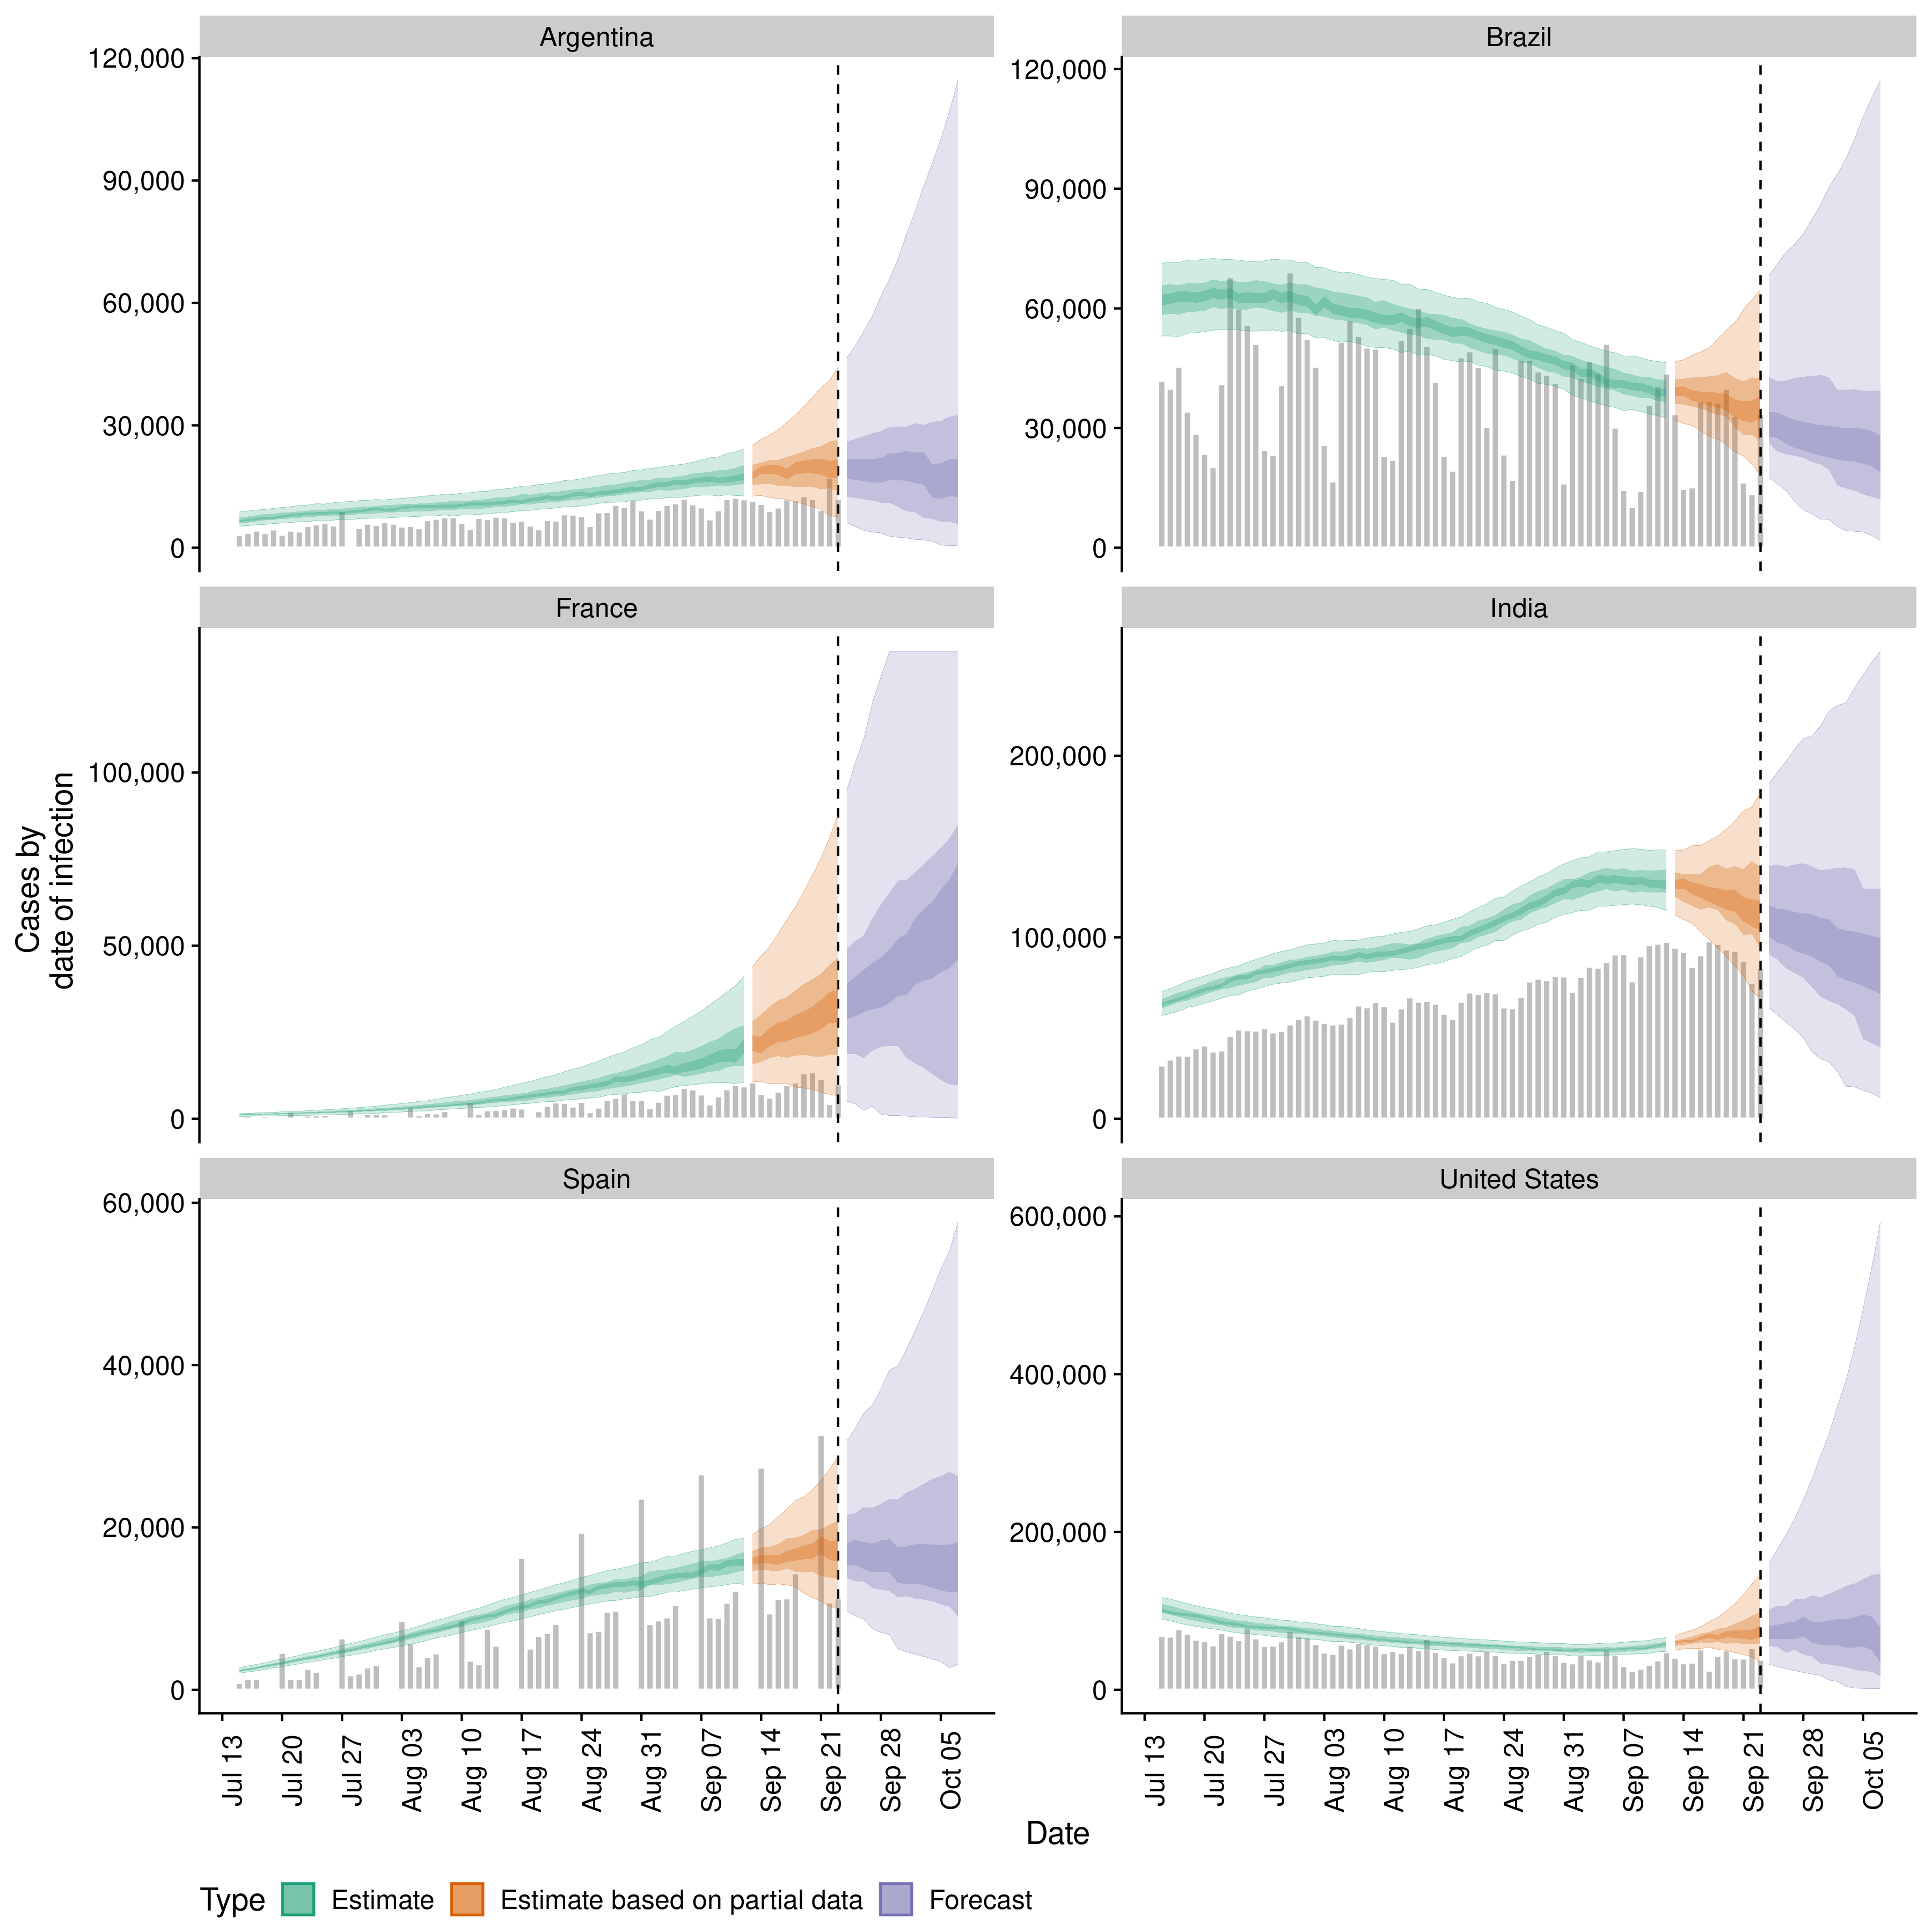 Argentina
120,000
90,000
60,000
30,000
0
Brazil
120,000
90,000
60,000
30,000
0
Cases by
date of infection
France
100,000
50,000
0
India
200,000
100,000
0
Spain
60,000
40,000
20,000
0
United States
600,000
400,000
200,000
0
Jul 13
Jul 20
Jul 27
Aug 03
Aug 10
Aug 17
Aug 24
Aug 31
Sep 07
Sep 14
Sep 21
Sep 28
Oct 05
Jul 13
Jul 20
Jul 27
Aug 03
Aug 10
Aug 17
Aug 24
Aug 31
Sep 07
Sep 14
Sep 21
Sep 28
Oct 05
Date
Type Estimate Estimate based on partial data Forecast